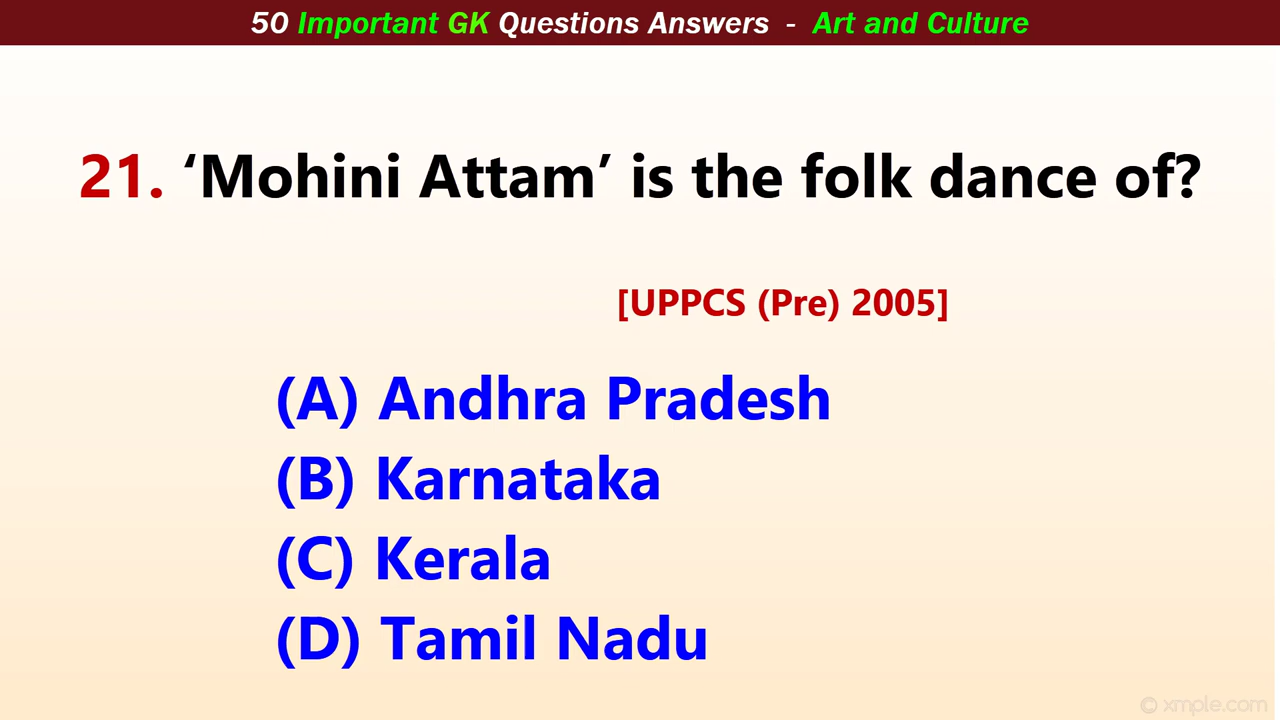 50 Important GK Questions Answers - Art and Culture
21. ‘Mohini Attam’ is the folk dance of?
[UPPCS (Pre) 2005]
(A) Andhra Pradesh
(B) Karnataka
(C) Kerala
(D) Tamil Nadu
© xmple.com